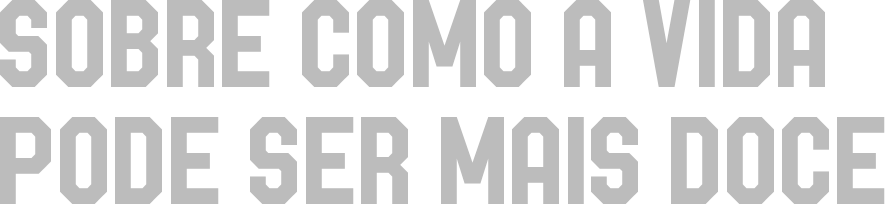 SOBRE COMO A VIDA
PODE SER MAIS DOCE